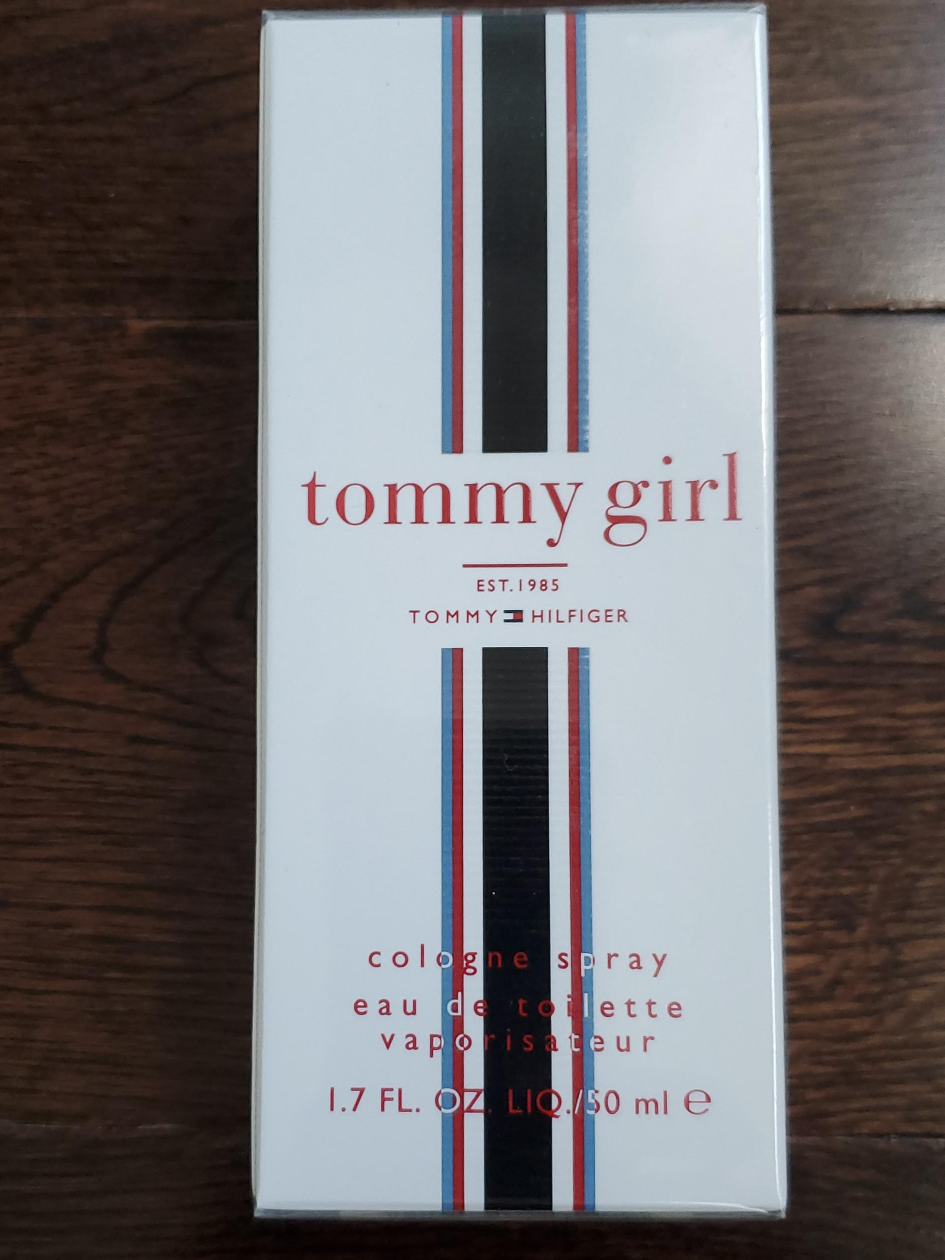 tommy girl
EST.1985
TOMMY HILFIGER
cologne spray
eau de toilette
vaporisateur
1.7 FL. OZ. LIQ./50 ml ℮